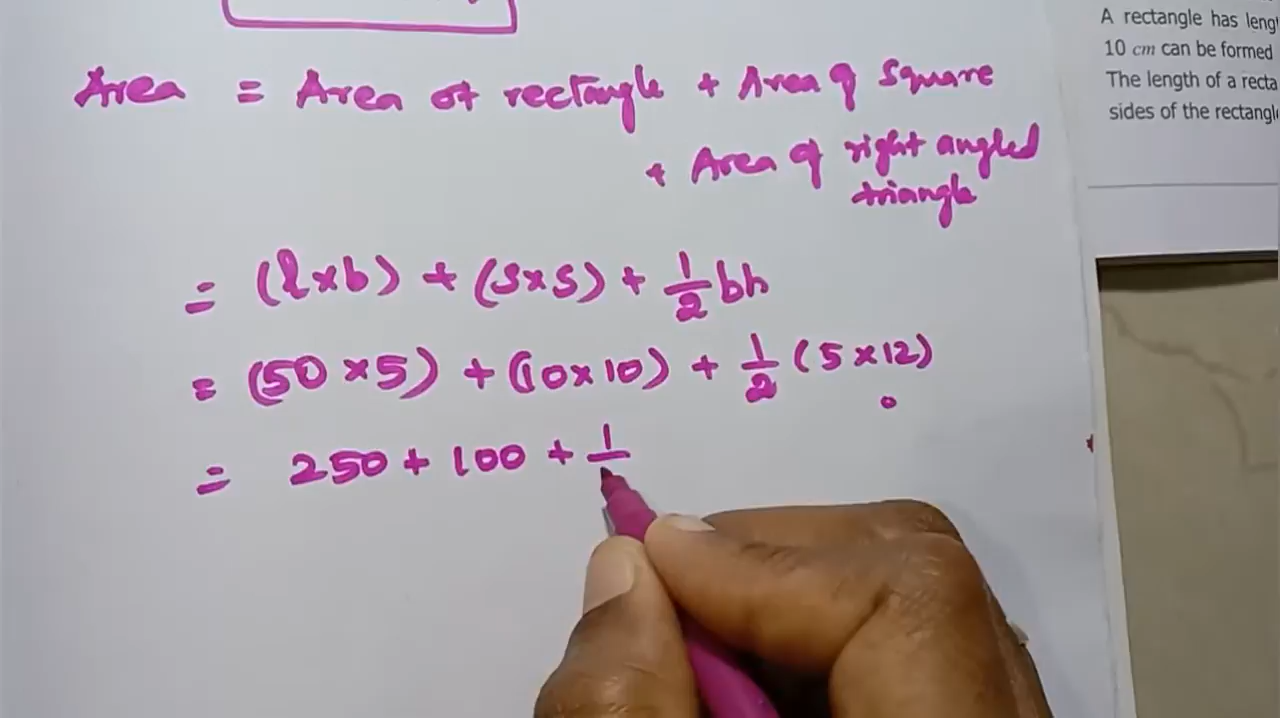 Area = Area of rectangle + Area of square
+ Area of right angled
triangle
= (l×b) + (s×s) + 1/2 bh
= (50×5) + (10×10) + 1/2 (5×12)
= 250 + 100 + 1/
A rectangle has leng
10 cm can be formed
The length of a recta
sides of the rectangl